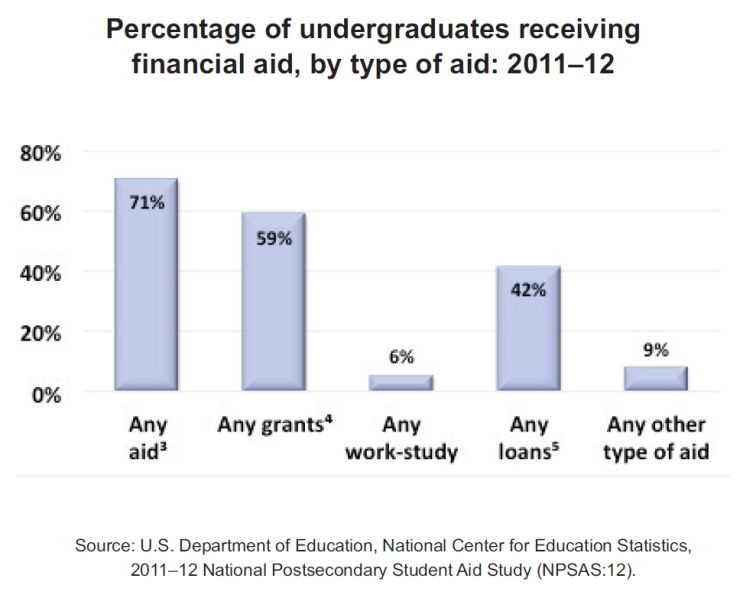 Percentage of undergraduates receiving
financial aid, by type of aid: 2011–12
80%
60%
40%
20%
0%
71%
59%
6%
42%
9%
Any
aid³
Any grants⁴
Any
work-study
Any
loans⁵
Any other
type of aid
Source: U.S. Department of Education, National Center for Education Statistics,
2011–12 National Postsecondary Student Aid Study (NPSAS:12).